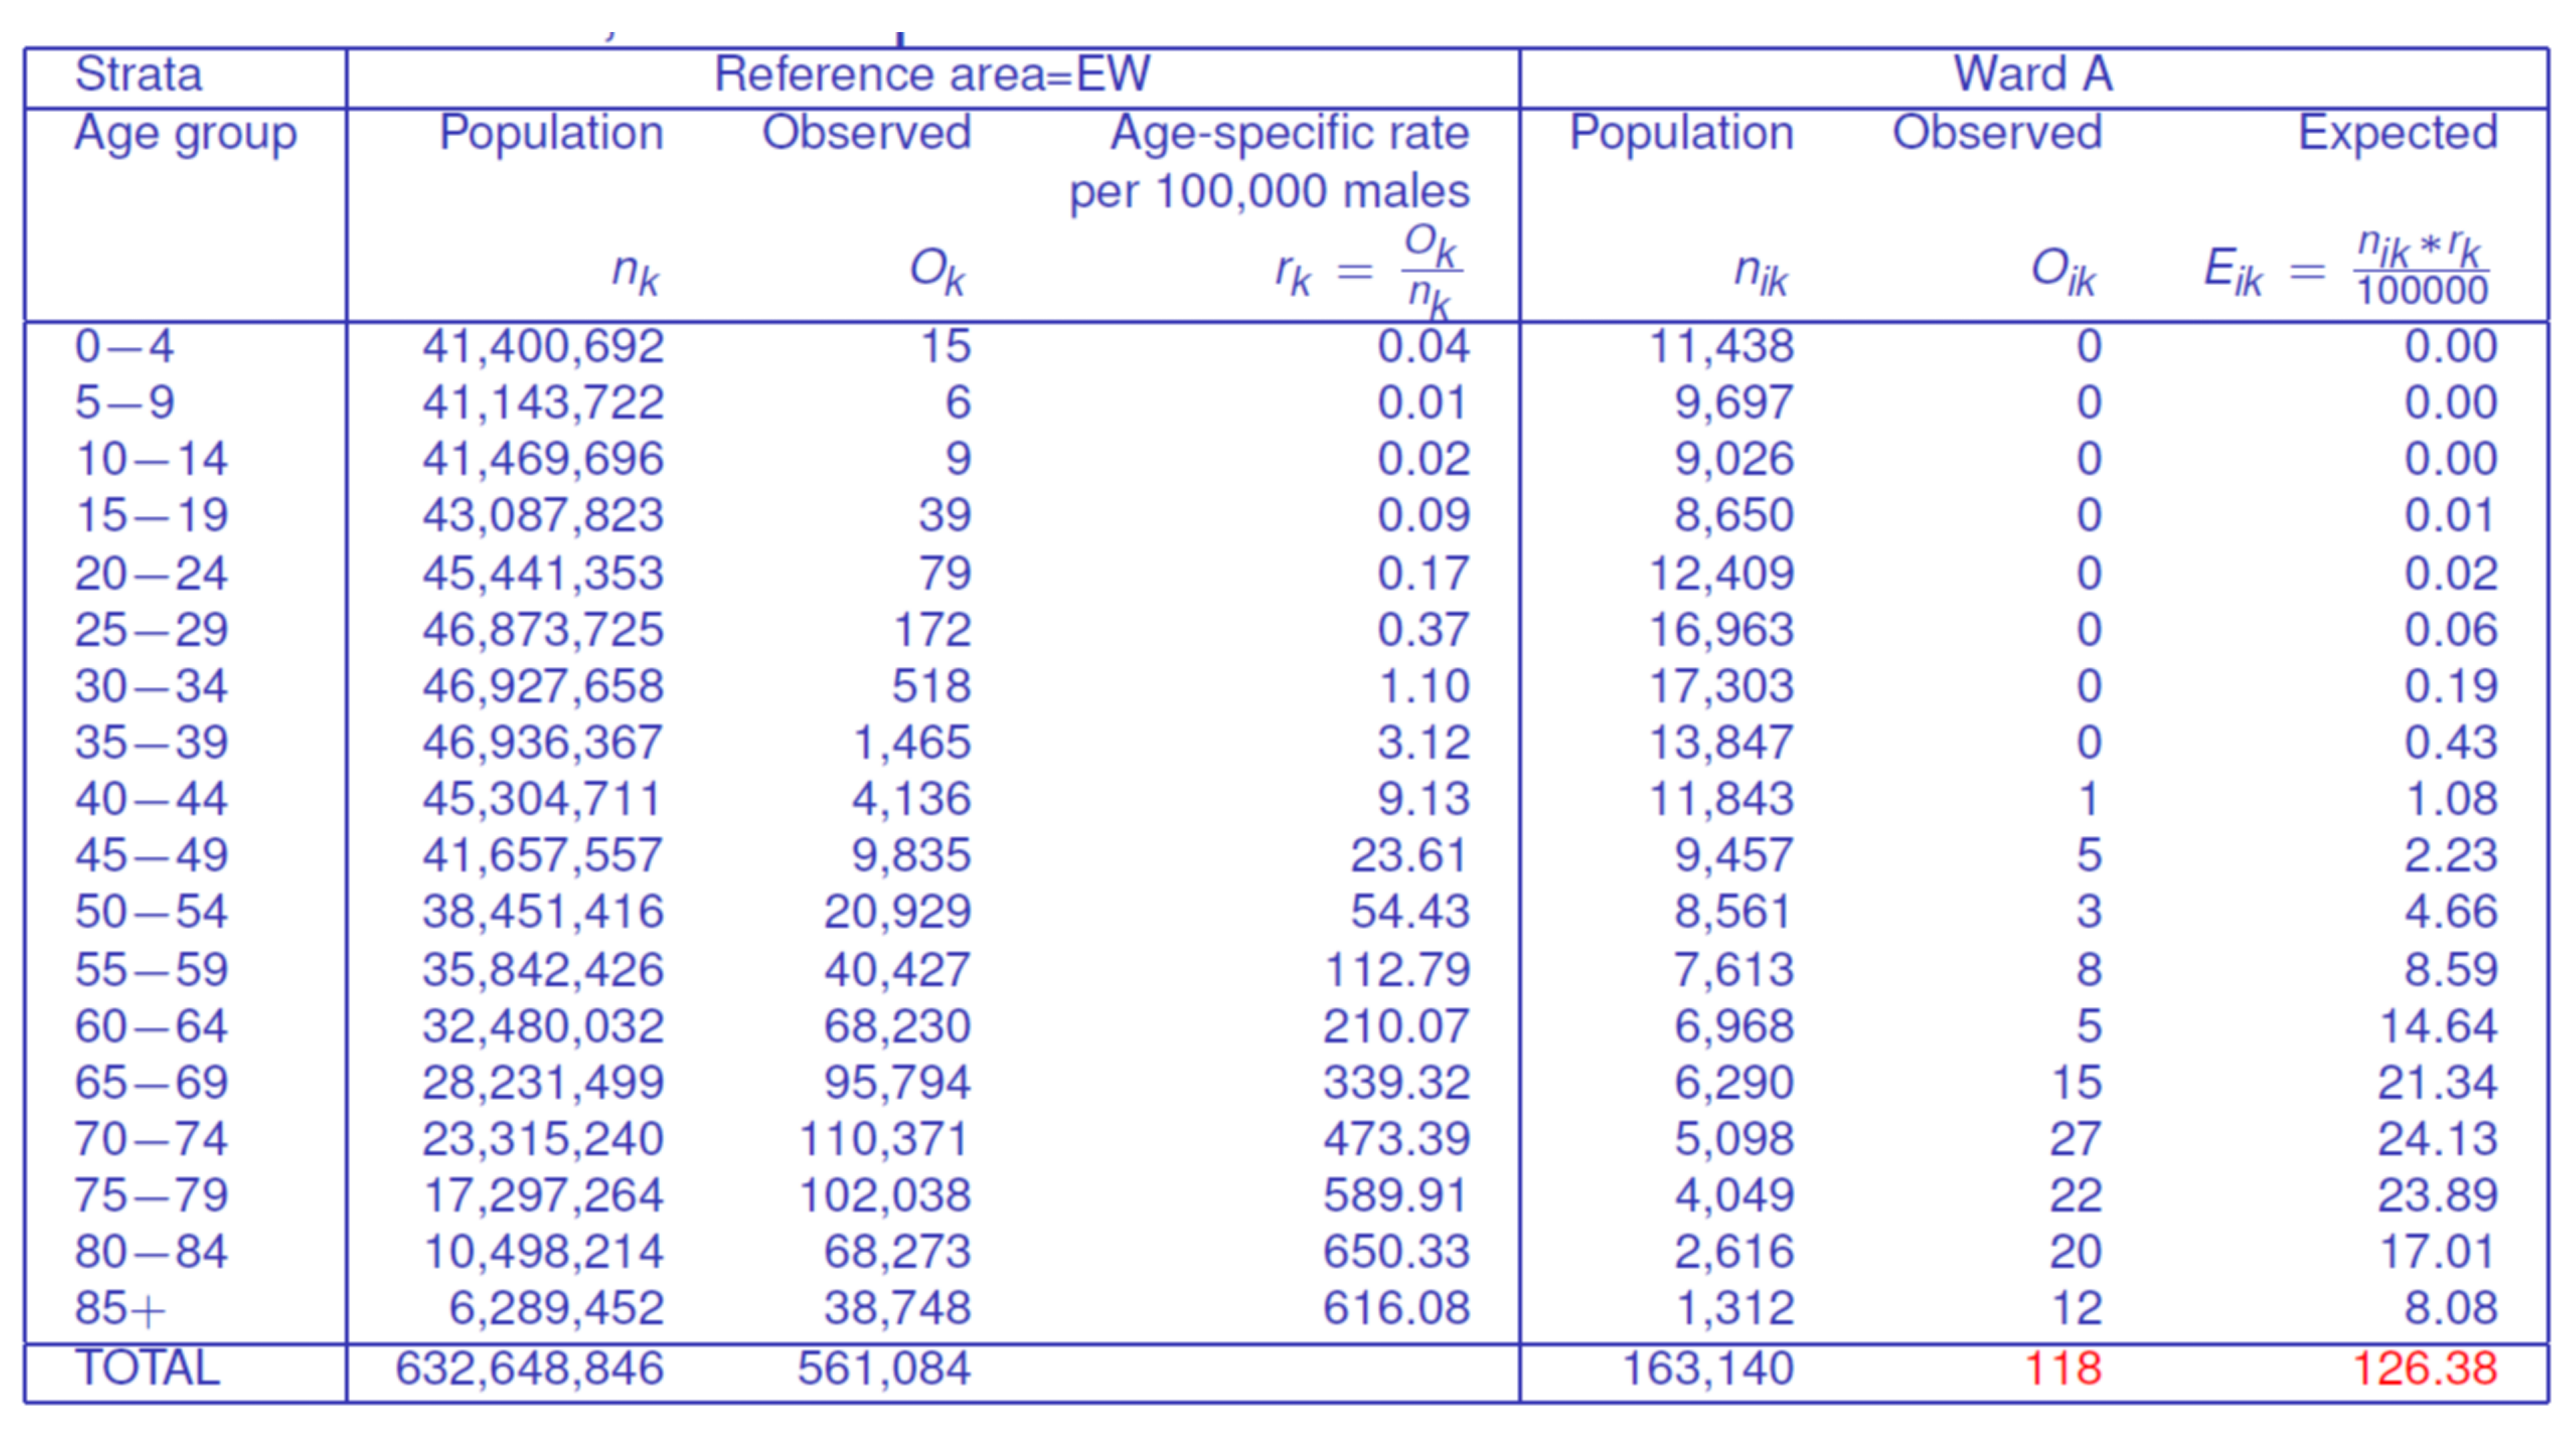 Strata Reference area=EW Ward A
Age group Population Observed Age-specific rate Population Observed Expected
per 100,000 males
n_k O_k r_k = O_k/n_k n_ik O_ik E_ik = n_ik*r_k/100000
0–4 41,400,692 15 0.04 11,438 0 0.00
5–9 41,143,722 6 0.01 9,697 0 0.00
10–14 41,469,696 9 0.02 9,026 0 0.00
15–19 43,087,823 39 0.09 8,650 0 0.01
20–24 45,441,353 79 0.17 12,409 0 0.02
25–29 46,873,725 172 0.37 16,963 0 0.06
30–34 46,927,658 518 1.10 17,303 0 0.19
35–39 46,936,367 1,465 3.12 13,847 0 0.43
40–44 45,304,711 4,136 9.13 11,843 1 1.08
45–49 41,657,557 9,835 23.61 9,457 5 2.23
50–54 38,451,416 20,929 54.43 8,561 3 4.66
55–59 35,842,426 40,427 112.79 7,613 8 8.59
60–64 32,480,032 68,230 210.07 6,968 5 14.64
65–69 28,231,499 95,794 339.32 6,290 15 21.34
70–74 23,315,240 110,371 473.39 5,098 27 24.13
75–79 17,297,264 102,038 589.91 4,049 22 23.89
80–84 10,498,214 68,273 650.33 2,616 20 17.01
85+ 6,289,452 38,748 616.08 1,312 12 8.08
TOTAL 632,648,846 561,084 163,140 118 126.38